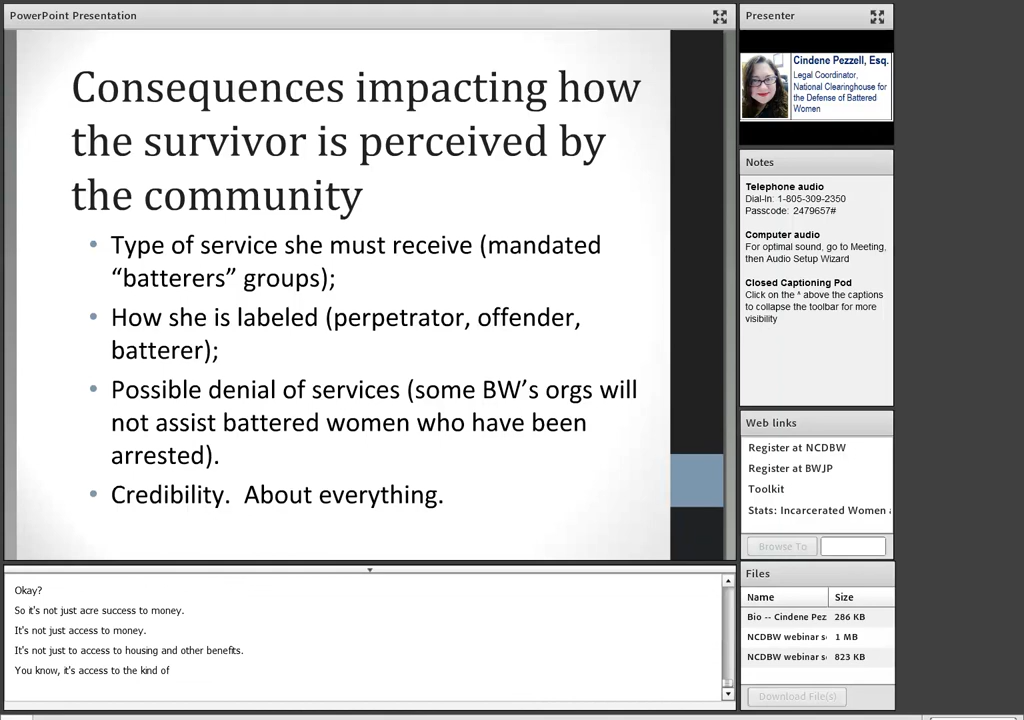 PowerPoint Presentation
Consequences impacting how
the survivor is perceived by
the community
• Type of service she must receive (mandated
“batterers” groups);
• How she is labeled (perpetrator, offender,
batterer);
• Possible denial of services (some BW’s orgs will
not assist battered women who have been
arrested).
• Credibility.  About everything.
Okay?
So it's not just acre success to money.
It's not just access to money.
It's not just to access to housing and other benefits.
You know, it's access to the kind of
Presenter
Cindene Pezzell, Esq.
Legal Coordinator,
National Clearinghouse for
the Defense of Battered
Women
Notes
Telephone audio
Dial-In: 1-805-309-2350
Passcode: 2479657#
Computer audio
For optimal sound, go to Meeting,
then Audio Setup Wizard
Closed Captioning Pod
Click on the ^ above the captions
to collapse the toolbar for more
visibility
Web links
Register at NCDBW
Register at BWJP
Toolkit
Stats: Incarcerated Women
Browse To
Files
Name Size
Bio -- Cindene Pez 286 KB
NCDBW webinar s 1 MB
NCDBW webinar s 823 KB
Download File(s)